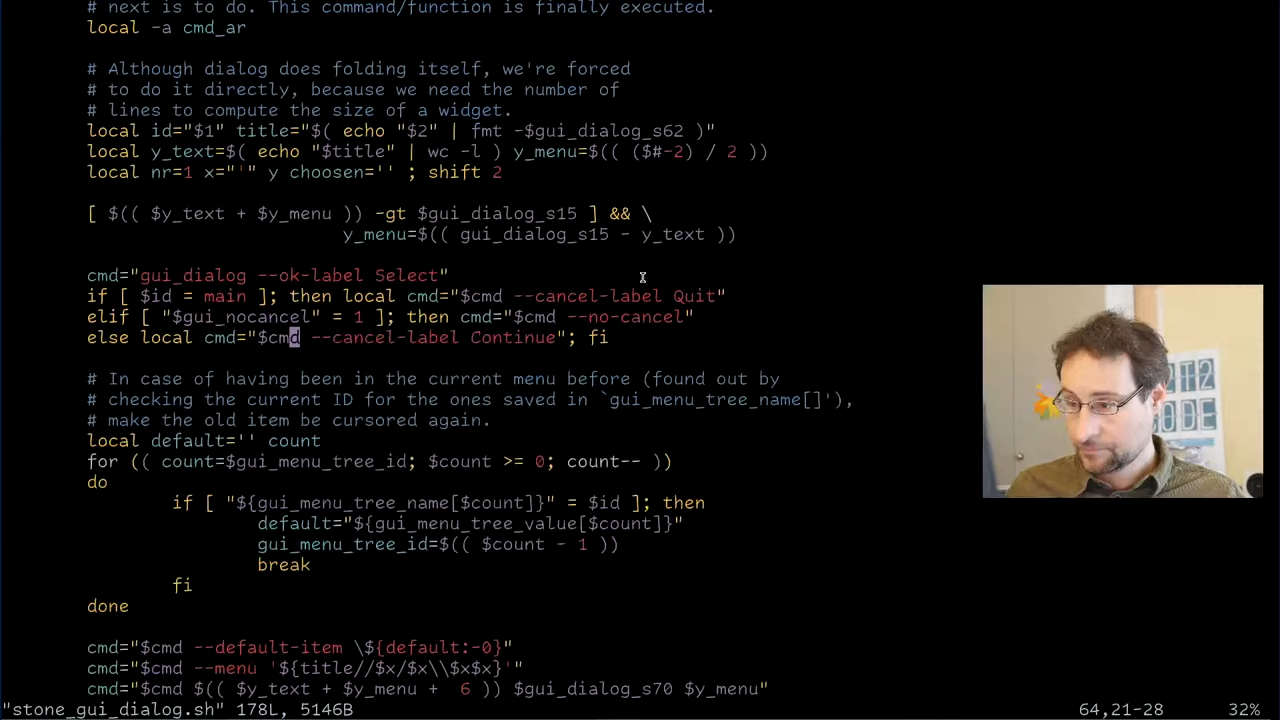 # next is to do. This command/function is finally executed.
local -a cmd_ar
# Although dialog does folding itself, we're forced
# to do it directly, because we need the number of
# lines to compute the size of a widget.
local id="$1" title="$( echo "$2" | fmt -$gui_dialog_s62 )"
local y_text=$( echo "$title" | wc -l ) y_menu=$(( ($#-2) / 2 ))
local nr=1 x="'" y choosen='' ; shift 2
[ $(( $y_text + $y_menu )) -gt $gui_dialog_s15 ] && \
y_menu=$(( gui_dialog_s15 - y_text ))
cmd="gui_dialog --ok-label Select"
if [ $id = main ]; then local cmd="$cmd --cancel-label Quit"
elif [ "$gui_nocancel" = 1 ]; then cmd="$cmd --no-cancel"
else local cmd="$cmd --cancel-label Continue"; fi
# In case of having been in the current menu before (found out by
# checking the current ID for the ones saved in `gui_menu_tree_name[]'),
# make the old item be cursored again.
local default='' count
for (( count=$gui_menu_tree_id; $count >= 0; count-- ))
do
if [ "${gui_menu_tree_name[$count]}" = $id ]; then
default="${gui_menu_tree_value[$count]}"
gui_menu_tree_id=$(( $count - 1 ))
break
fi
done
cmd="$cmd --default-item \${default:-0}"
cmd="$cmd --menu '${title//$x/$x\\$x$x}'"
cmd="$cmd $(( $y_text + $y_menu + 6 )) $gui_dialog_s70 $y_menu"
"stone_gui_dialog.sh" 178L, 5146B 64,21-28 32%